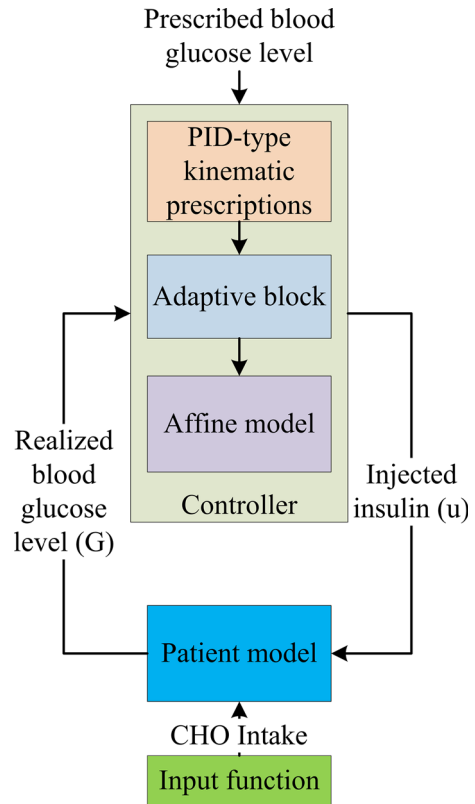 Prescribed blood
glucose level
PID-type
kinematic
prescriptions
Adaptive block
Affine model
Controller
Realized
blood
glucose
level (G)
Injected
insulin (u)
Patient model
CHO Intake
Input function